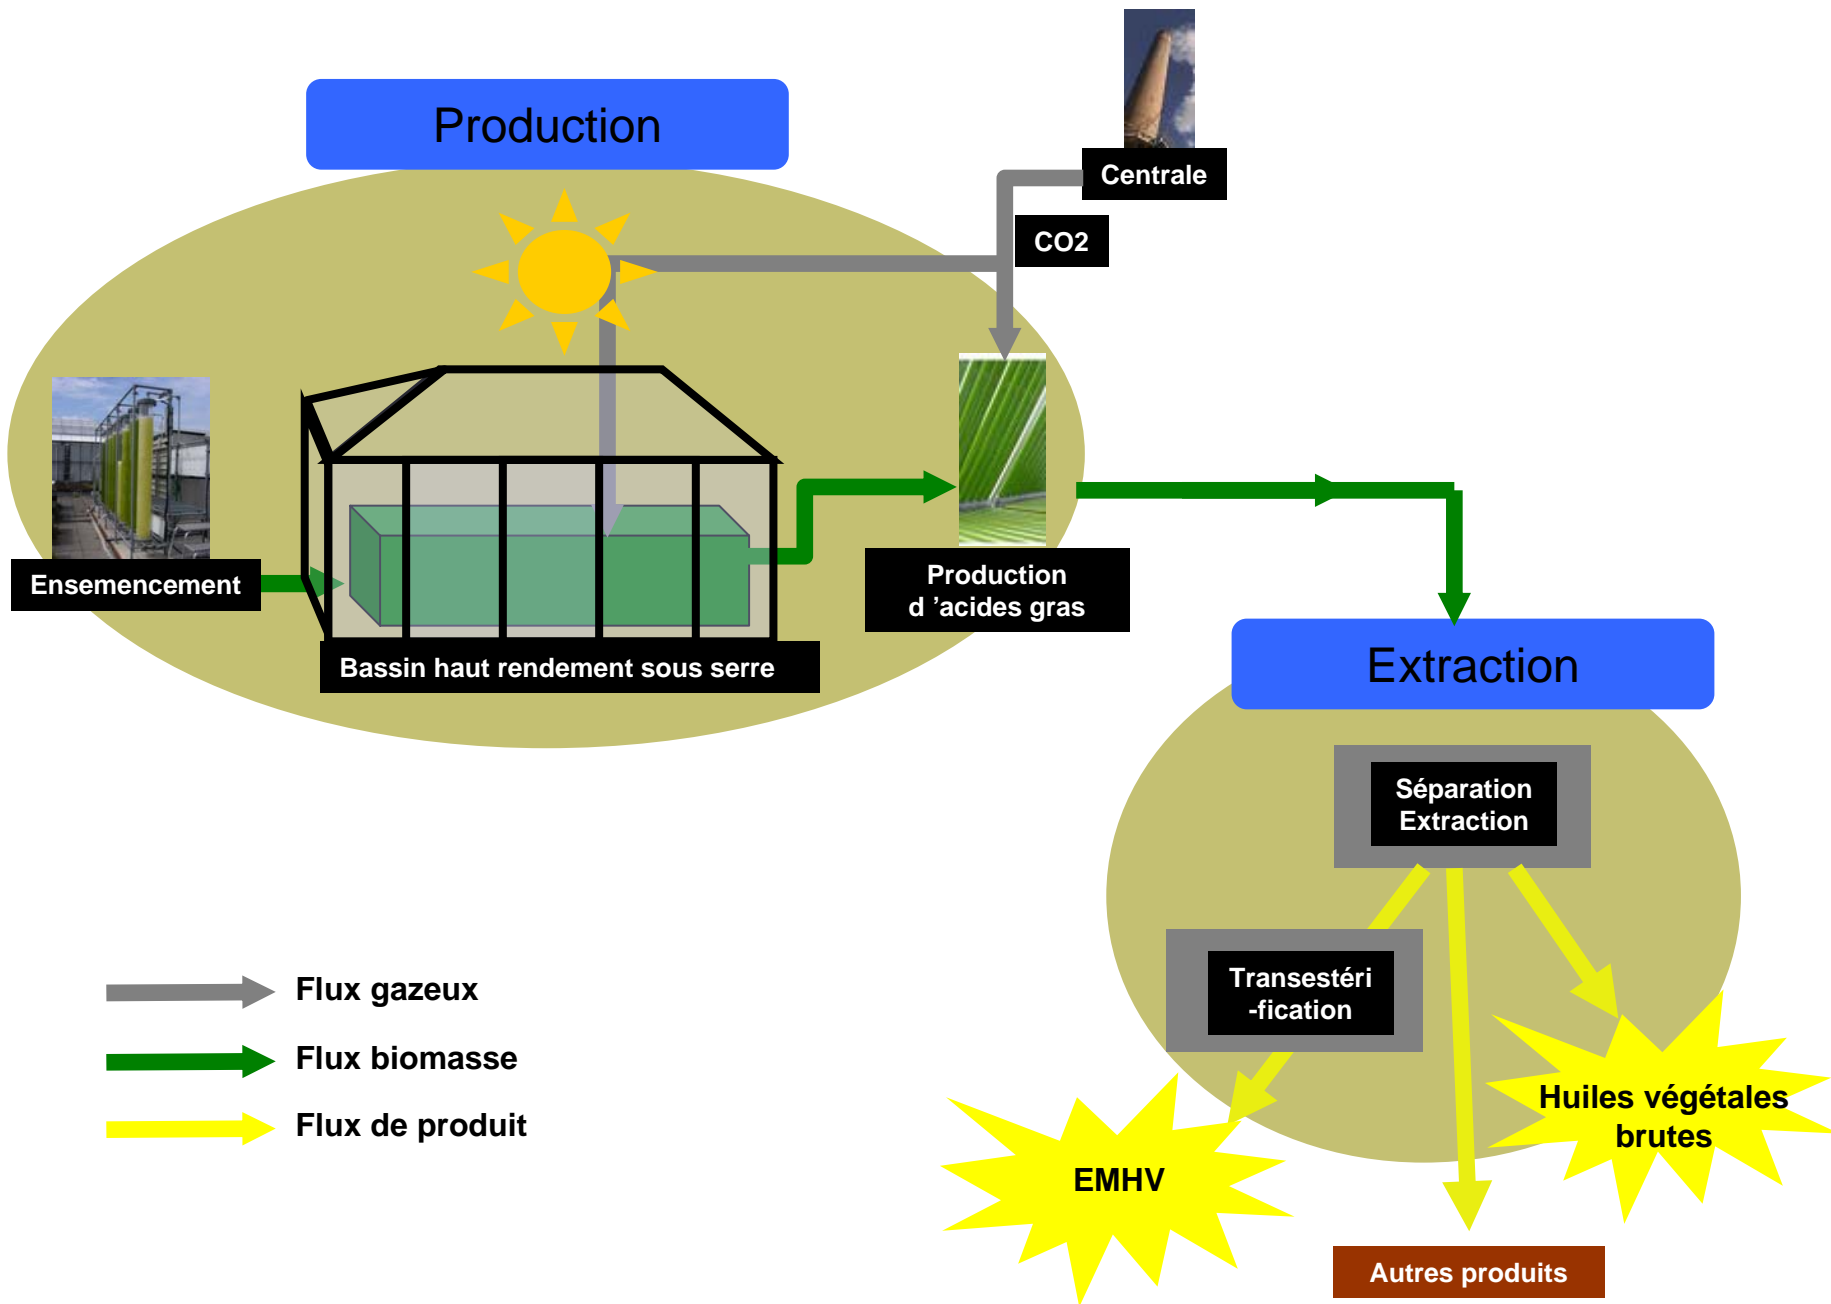 Production
Centrale
CO2
Ensemencement
Production
d ’acides gras
Bassin haut rendement sous serre
Extraction
Séparation
Extraction
Transestéri
-fication
Flux gazeux
Flux biomasse
Flux de produit
Huiles végétales
brutes
EMHV
Autres produits